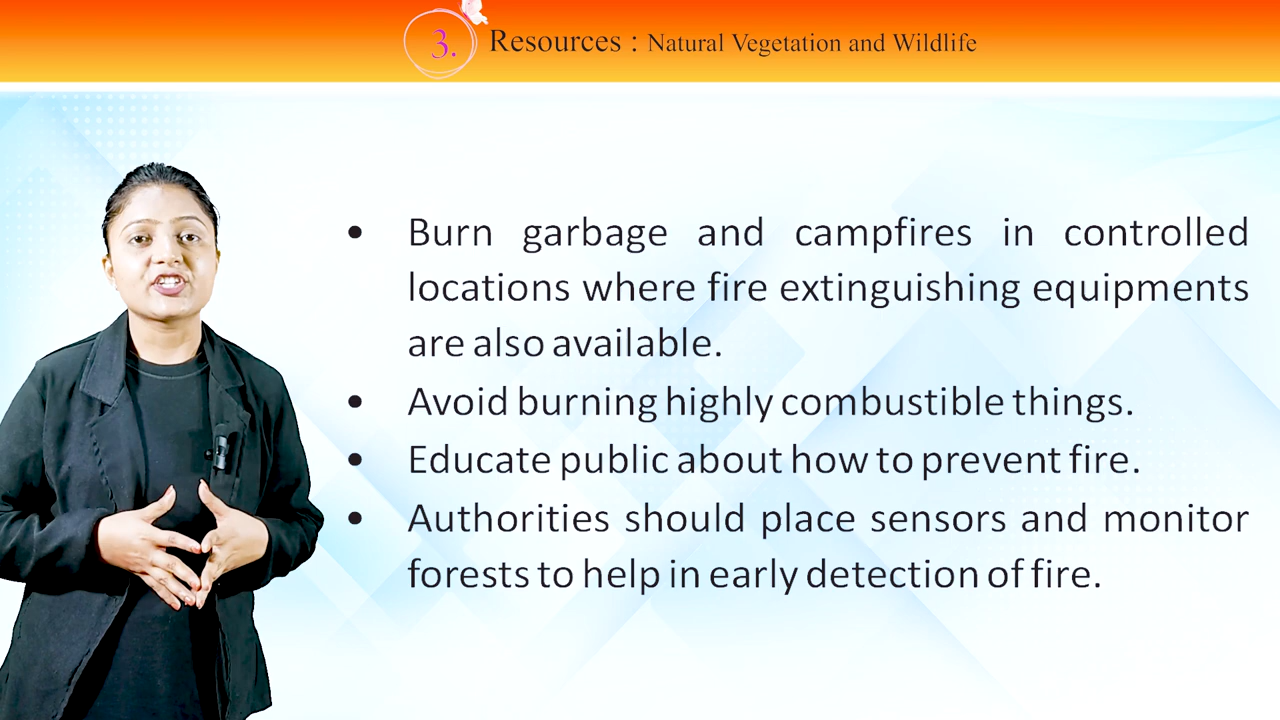 3. Resources : Natural Vegetation and Wildlife
• Burn garbage and campfires in controlled
locations where fire extinguishing equipments
are also available.
• Avoid burning highly combustible things.
• Educate public about how to prevent fire.
• Authorities should place sensors and monitor
forests to help in early detection of fire.